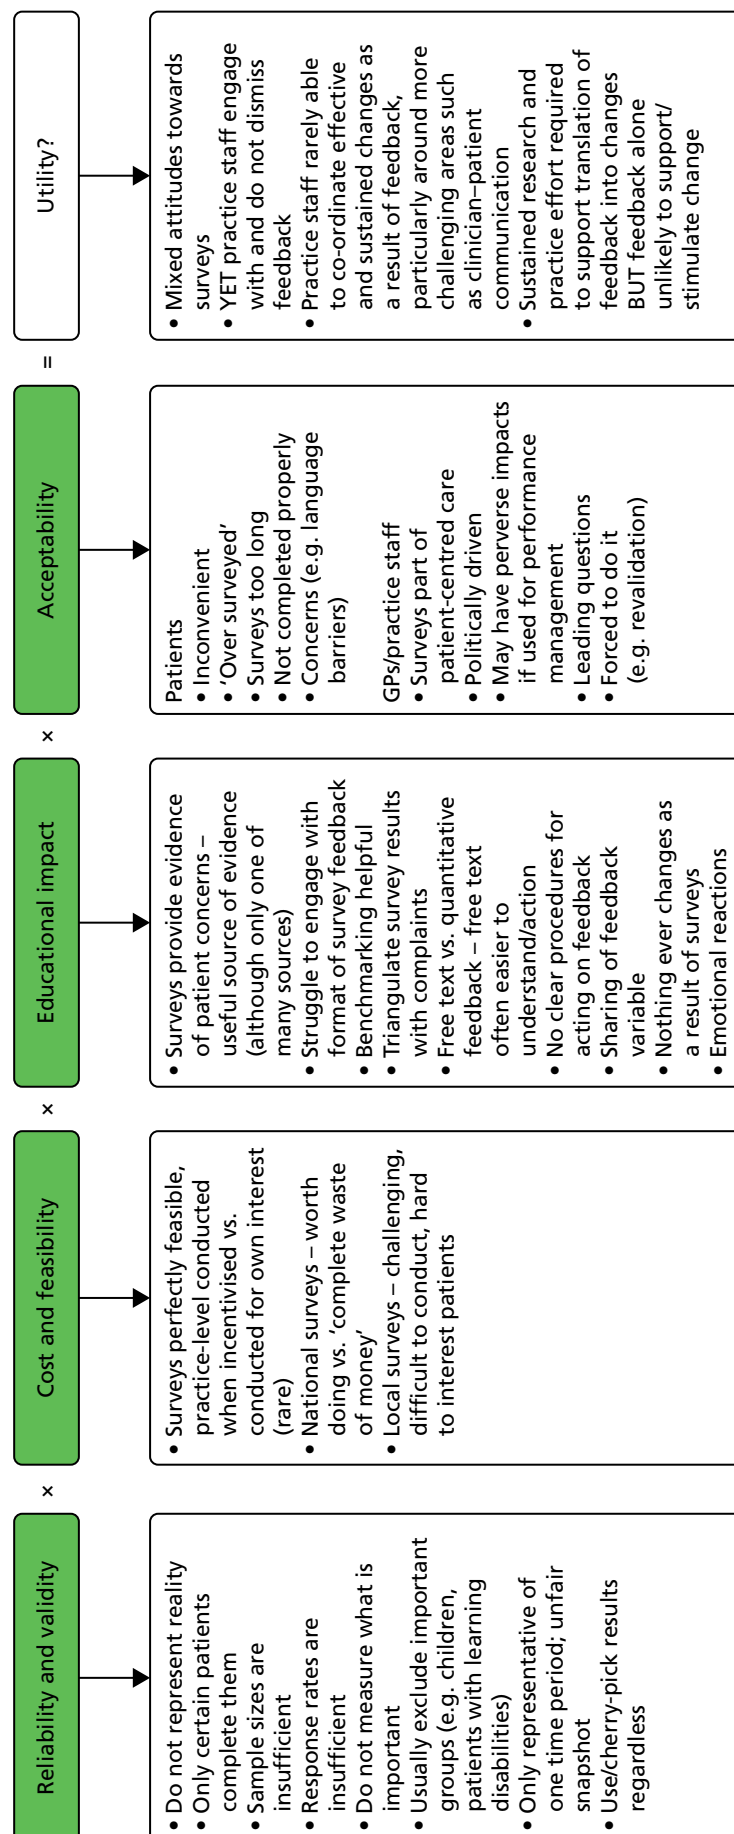 Reliability and validity
• Do not represent reality
• Only certain patients
complete them
• Sample sizes are
insufficient
• Response rates are
insufficient
• Do not measure what is
important
• Usually exclude important
groups (e.g. children,
patients with learning
disabilities)
• Only representative of
one time period; unfair
snapshot
• Use/cherry-pick results
regardless
×
Cost and feasibility
• Surveys perfectly feasible,
practice-level conducted
when incentivised vs.
conducted for own interest
(rare)
• National surveys – worth
doing vs. ‘complete waste
of money’
• Local surveys – challenging,
difficult to conduct, hard
to interest patients
×
Educational impact
• Surveys provide evidence
of patient concerns –
useful source of evidence
(although only one of
many sources)
• Struggle to engage with
format of survey feedback
• Benchmarking helpful
• Triangulate survey results
with complaints
• Free text vs. quantitative
feedback – free text
often easier to
understand/action
• No clear procedures for
acting on feedback
• Sharing of feedback
variable
• Nothing ever changes as
a result of surveys
• Emotional reactions
×
Acceptability
Patients
• Inconvenient
• ‘Over surveyed’
• Surveys too long
• Not completed properly
• Concerns (e.g. language
barriers)
GPs/practice staff
• Surveys part of
patient-centred care
• Politically driven
• May have perverse impacts
if used for performance
management
• Leading questions
• Forced to do it
(e.g. revalidation)
=
Utility?
• Mixed attitudes towards
surveys
• YET practice staff engage
with and do not dismiss
feedback
• Practice staff rarely able
to co-ordinate effective
and sustained changes as
a result of feedback,
particularly around more
challenging areas such
as clinician–patient
communication
• Sustained research and
practice effort required
to support translation of
feedback into changes
BUT feedback alone
unlikely to support/
stimulate change